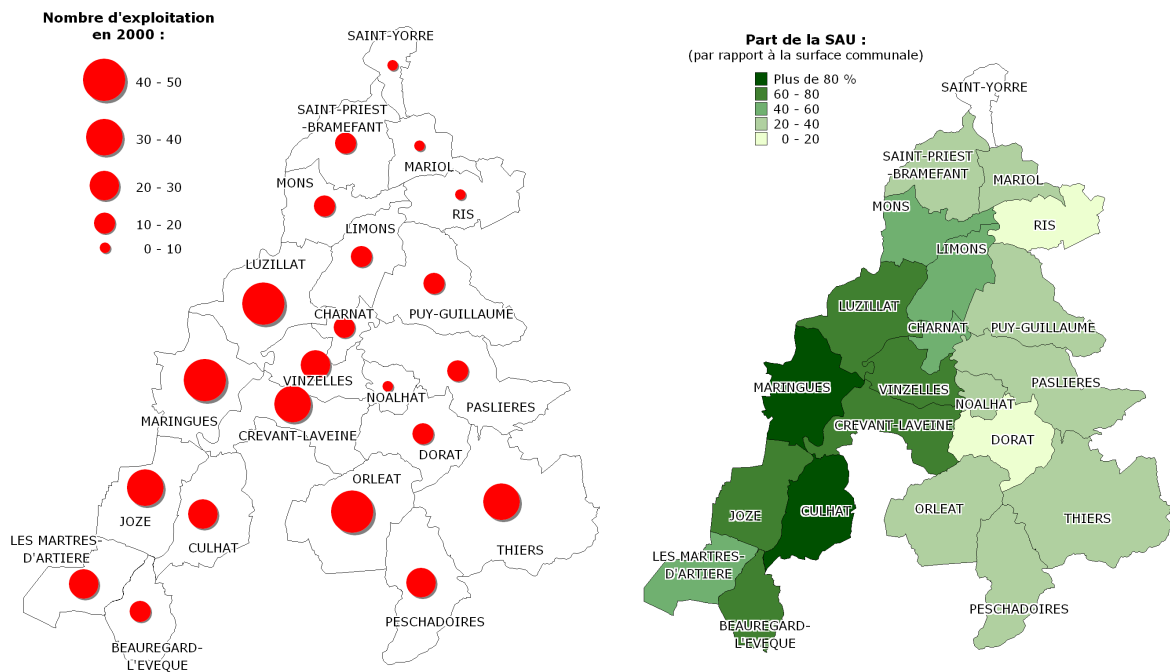 Nombre d'exploitation
en 2000 :
40 - 50
30 - 40
20 - 30
10 - 20
0 - 10
SAINT-YORRE
SAINT-PRIEST
-BRAMEFANT
MARIOL
MONS
RIS
LIMONS
LUZILLAT
CHARNAT
PUY-GUILLAUME
VINZELLES
NOALHAT
PASLIERES
MARINGUES
CREVANT-LAVEINE
DORAT
ORLEAT
JOZE
CULHAT
THIERS
LES MARTRES-
D'ARTIERE
PESCHADOIRES
BEAUREGARD-
L'EVEQUE
Part de la SAU :
(par rapport à la surface communale)
Plus de 80 %
60 - 80
40 - 60
20 - 40
0 - 20
SAINT-YORRE
SAINT-PRIEST
-BRAMEFANT
MARIOL
MONS
RIS
LIMONS
LUZILLAT
CHARNAT
PUY-GUILLAUME
MARINGUES
VINZELLES
PASLIERES
NOALHAT
CREVANT-LAVEINE
DORAT
JOZE
CULHAT
ORLEAT
THIERS
LES MARTRES-
D'ARTIERE
PESCHADOIRES
BEAUREGARD-
L'EVEQUE